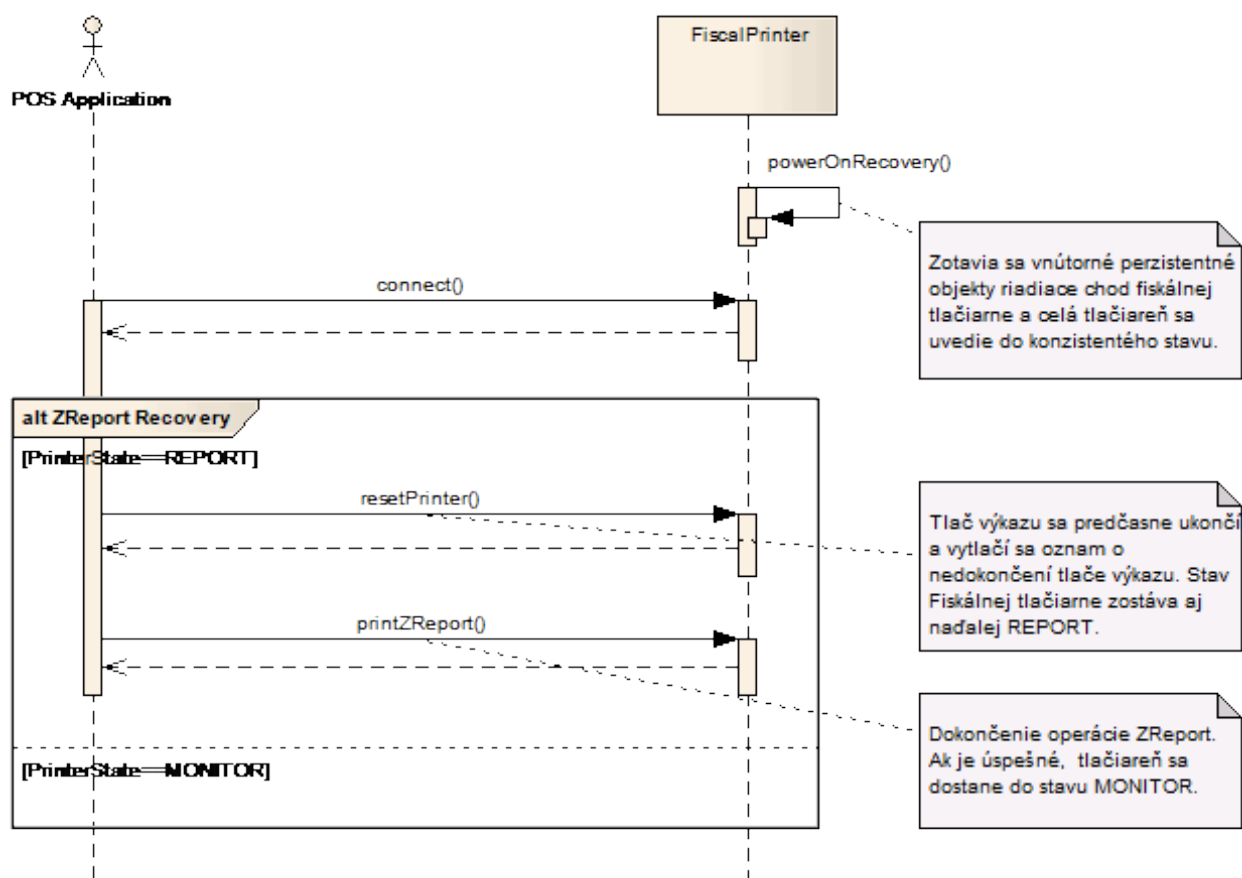 FiscalPrinter
POS Application
powerOnRecovery()
Zotavia sa vnútorné perzistentné
objekty riadiace chod fiskálnej
tlačiarne a celá tlačiareň sa
uvedie do konzistentého stavu.
connect()
alt ZReport Recovery
[PrinterState==REPORT]
resetPrinter()
Tlač výkazu sa predčasne ukončí
a vytlačí sa oznam o
nedokončení tlače výkazu. Stav
Fiskálnej tlačiarne zostáva aj
naďalej REPORT.
printZReport()
Dokončenie operácie ZReport.
Ak je úspešné, tlačiareň sa
dostane do stavu MONITOR.
[PrinterState==MONITOR]